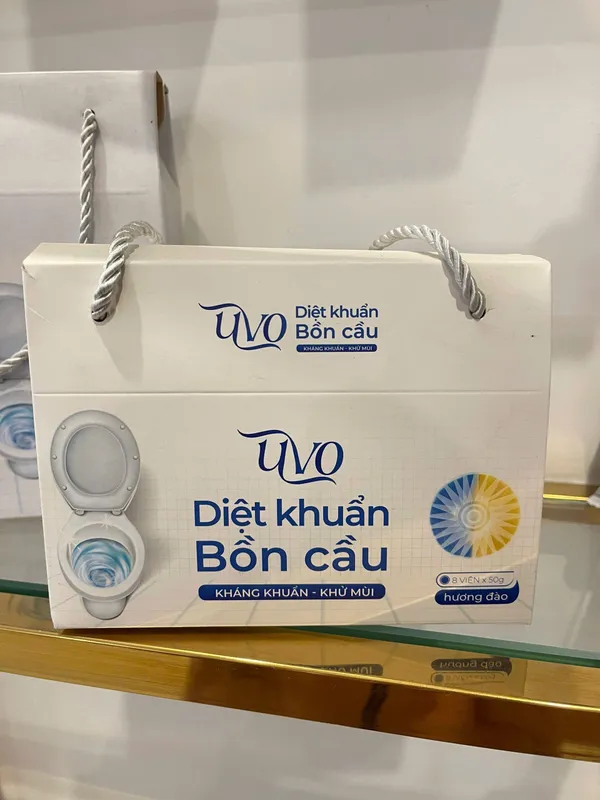 UVO
Diệt khuẩn
Bồn cầu
KHÁNG KHUẨN - KHỬ MÙI
UVO
Diệt khuẩn
Bồn cầu
KHÁNG KHUẨN - KHỬ MÙI
8 VIÊN x 50g
hương đào